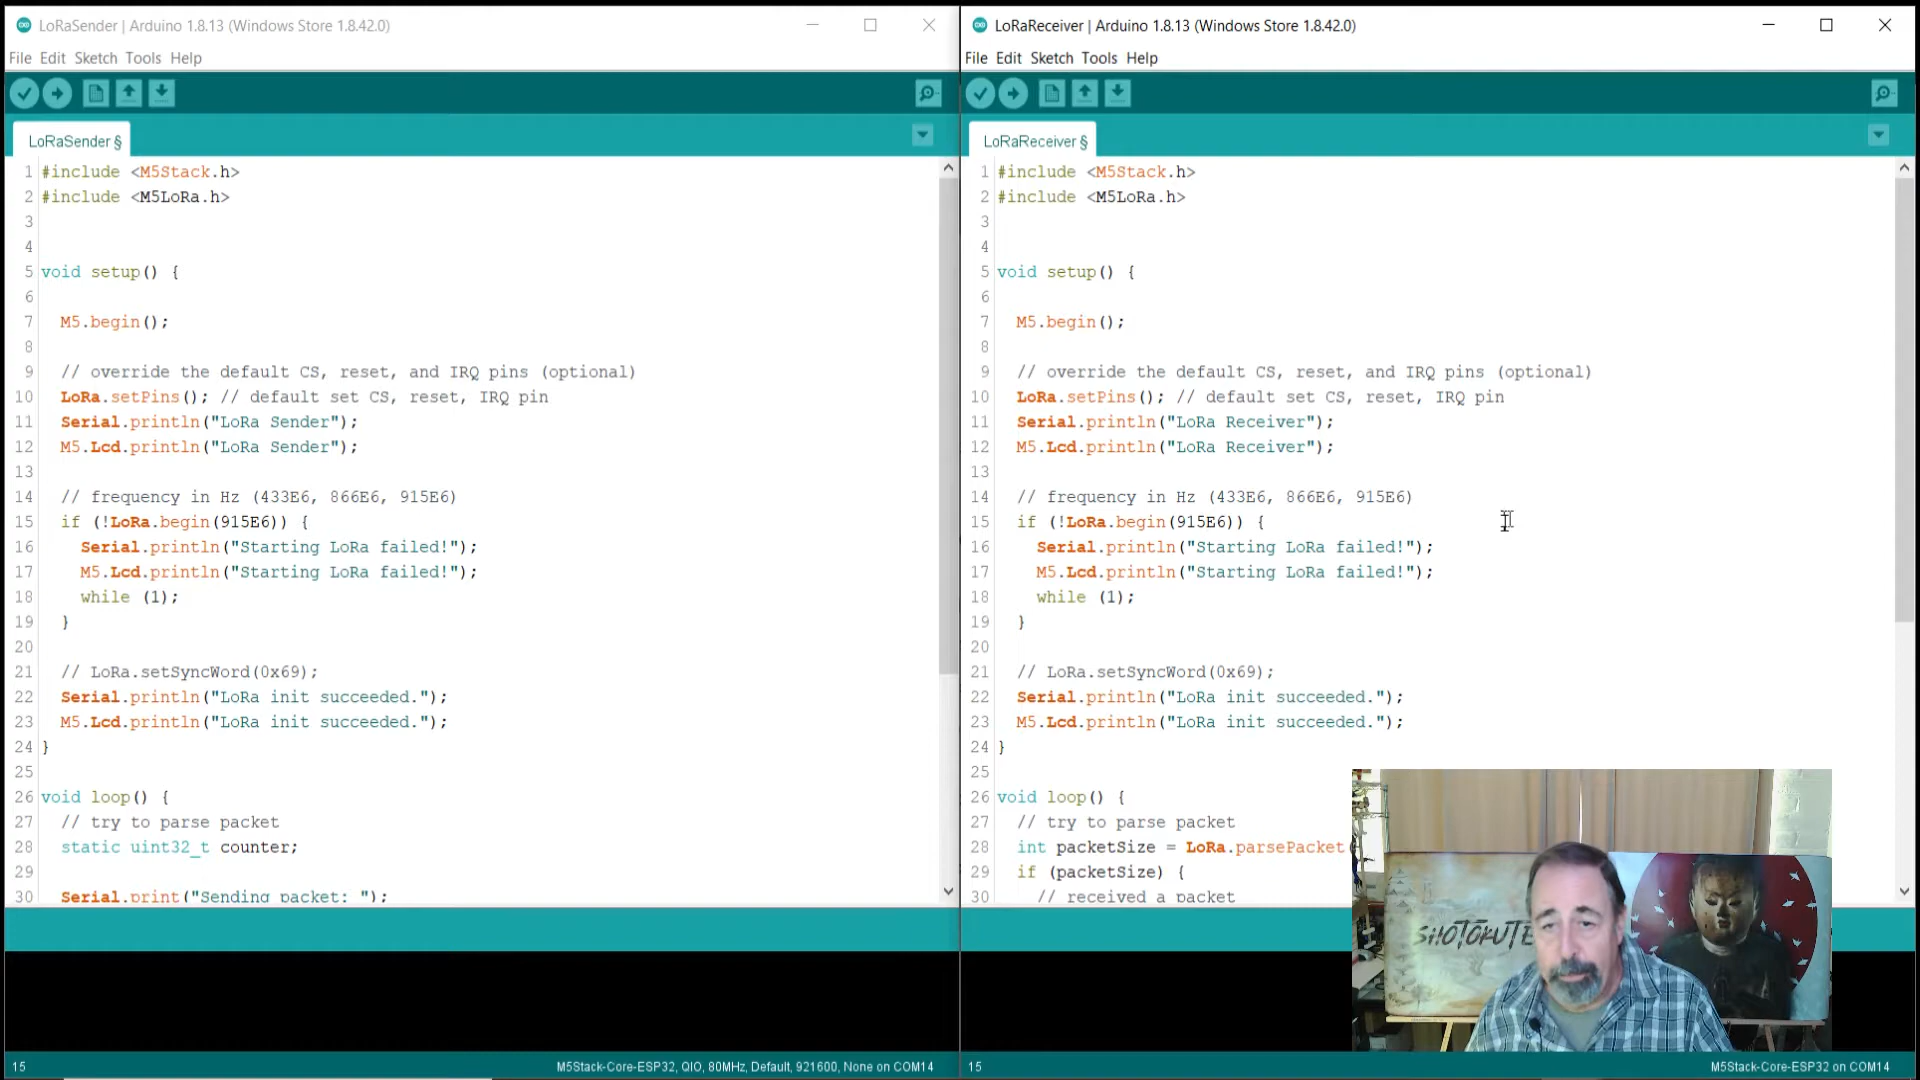 LoRaSender | Arduino 1.8.13 (Windows Store 1.8.42.0)
File Edit Sketch Tools Help
LoRaSender §
1 #include <M5Stack.h>
2 #include <M5LoRa.h>
3
4
5 void setup() {
6
7 M5.begin();
8
9 // override the default CS, reset, and IRQ pins (optional)
10 LoRa.setPins(); // default set CS, reset, IRQ pin
11 Serial.println("LoRa Sender");
12 M5.Lcd.println("LoRa Sender");
13
14 // frequency in Hz (433E6, 866E6, 915E6)
15 if (!LoRa.begin(915E6)) {
16 Serial.println("Starting LoRa failed!");
17 M5.Lcd.println("Starting LoRa failed!");
18 while (1);
19 }
20
21 // LoRa.setSyncWord(0x69);
22 Serial.println("LoRa init succeeded.");
23 M5.Lcd.println("LoRa init succeeded.");
24 }
25
26 void loop() {
27 // try to parse packet
28 static uint32_t counter;
29
30 Serial.print("Sending packet: ");
15
M5Stack-Core-ESP32, QIO, 80MHz, Default, 921600, None on COM14
LoRaReceiver | Arduino 1.8.13 (Windows Store 1.8.42.0)
File Edit Sketch Tools Help
LoRaReceiver §
1 #include <M5Stack.h>
2 #include <M5LoRa.h>
3
4
5 void setup() {
6
7 M5.begin();
8
9 // override the default CS, reset, and IRQ pins (optional)
10 LoRa.setPins(); // default set CS, reset, IRQ pin
11 Serial.println("LoRa Receiver");
12 M5.Lcd.println("LoRa Receiver");
13
14 // frequency in Hz (433E6, 866E6, 915E6)
15 if (!LoRa.begin(915E6)) {
16 Serial.println("Starting LoRa failed!");
17 M5.Lcd.println("Starting LoRa failed!");
18 while (1);
19 }
20
21 // LoRa.setSyncWord(0x69);
22 Serial.println("LoRa init succeeded.");
23 M5.Lcd.println("LoRa init succeeded.");
24 }
25
26 void loop() {
27 // try to parse packet
28 int packetSize = LoRa.parsePacket
29 if (packetSize) {
30 // received a packet
15
M5Stack-Core-ESP32 on COM14